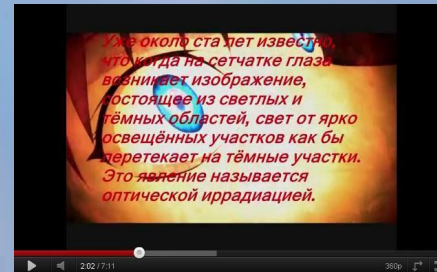 Уже около ста лет известно,
что когда на сетчатке глаза
возникает изображение,
состоящее из светлых и
тёмных областей, свет от ярко
освещённых участков как бы
перетекает на тёмные участки.
Это явление называется
оптической иррадиацией.
2:02 / 7:11
360p